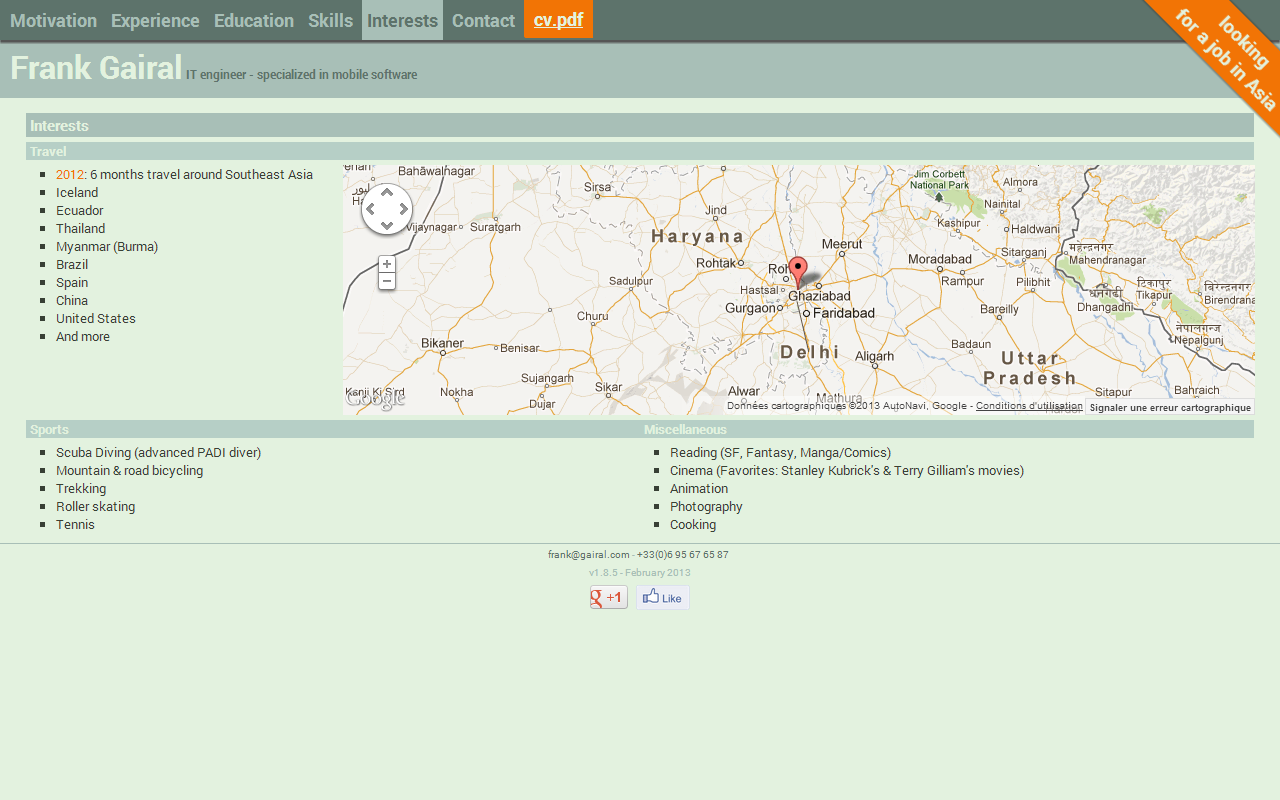 Motivation Experience Education Skills Interests Contact cv.pdf
looking
for a job in Asia
Frank Gairal IT engineer - specialized in mobile software
Interests
Travel
2012: 6 months travel around Southeast Asia
Iceland
Ecuador
Thailand
Myanmar (Burma)
Brazil
Spain
China
United States
And more
Bahāwalnagar
Sirsa
Jim Corbett
National Park
Almora
Nainital
Vijaynagar
Suratgarh
Jind
Kashipur
Haldwani
Haryana
Meerut
Sitarganj
महेन्द्रनगर
Mahendranagar
Rohtak
Moradabad
Sadulpur
Hastsal
Ghaziabad
Rampur
Pilibhit
धनगढी
Dhangadhi
टिकापुर
Tikapur
बिरेन्द्रनगर
Birendrana
Gurgaon
Faridabad
Bareilly
Churu
नेपालगन्ज
Nepalgunj
Bikaner
Benisar
Delhi
Aligarh
Badaun
Uttar
Pradesh
Sujangarh
Nokha
Sikar
Alwar
Mathura
Sitapur
Bahraich
Dujar
Google
Données cartographiques ©2013 AutoNavi, Google - Conditions d'utilisation
Signaler une erreur cartographique
Sports
Scuba Diving (advanced PADI diver)
Mountain & road bicycling
Trekking
Roller skating
Tennis
Miscellaneous
Reading (SF, Fantasy, Manga/Comics)
Cinema (Favorites: Stanley Kubrick's & Terry Gilliam's movies)
Animation
Photography
Cooking
frank@gairal.com - +33(0)6 95 67 65 87
v1.8.5 - February 2013
g +1
Like